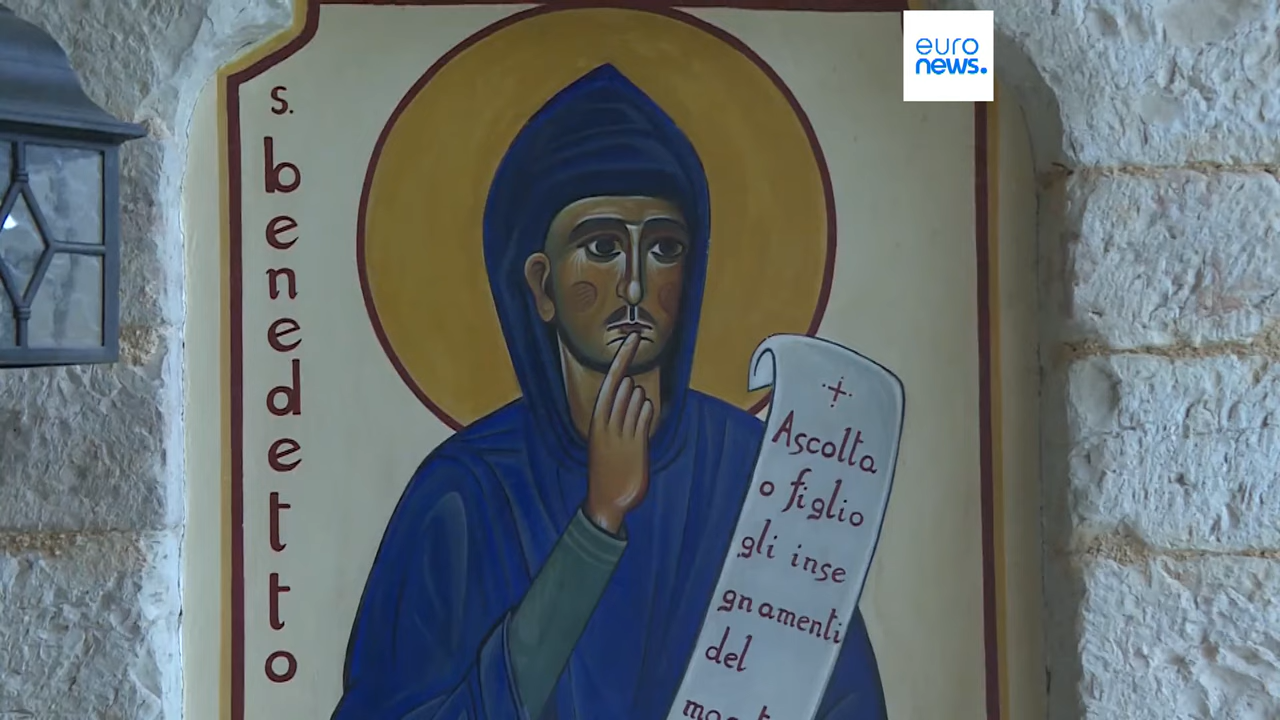 s. benedetto
euro
news.
Ascolta
o figlio
gli inse
gnamenti
del